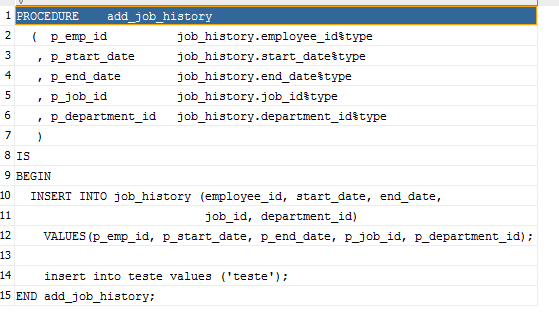 1 PROCEDURE    add_job_history
2   (  p_emp_id          job_history.employee_id%type
3    , p_start_date      job_history.start_date%type
4    , p_end_date        job_history.end_date%type
5    , p_job_id          job_history.job_id%type
6    , p_department_id   job_history.department_id%type
7    )
8 IS
9 BEGIN
10   INSERT INTO job_history (employee_id, start_date, end_date,
11                            job_id, department_id)
12     VALUES(p_emp_id, p_start_date, p_end_date, p_job_id, p_department_id);
13
14     insert into teste values ('teste');
15 END add_job_history;